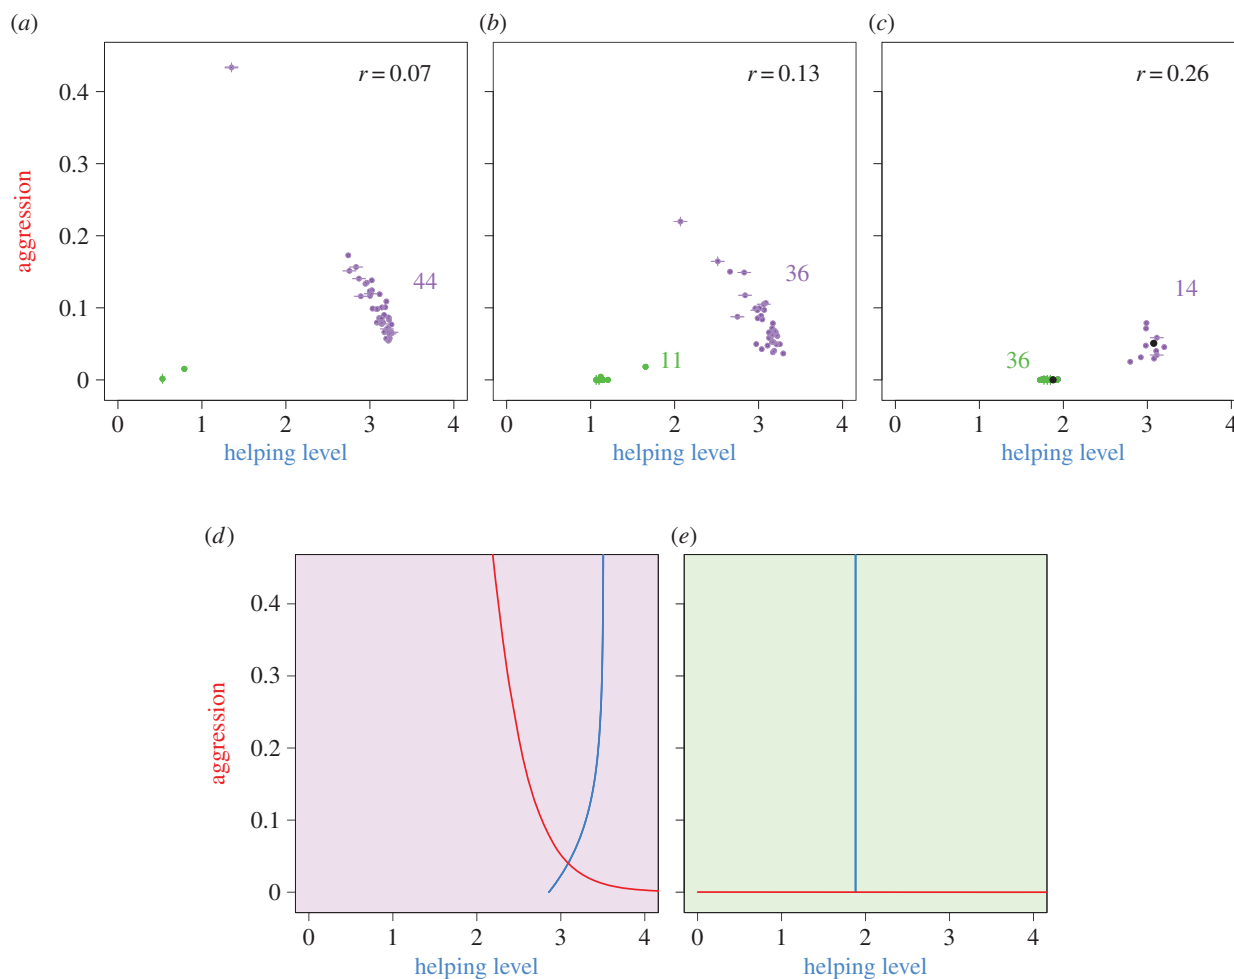 (a) (b) (c)
r = 0.07 r = 0.13 r = 0.26
0.4
0.3
0.2
0.1
0
aggression
44 36 14
11 36
0 1 2 3 4 0 1 2 3 4 0 1 2 3 4
helping level helping level helping level
(d) (e)
0.4
0.3
0.2
0.1
0
aggression
0 1 2 3 4 0 1 2 3 4
helping level helping level